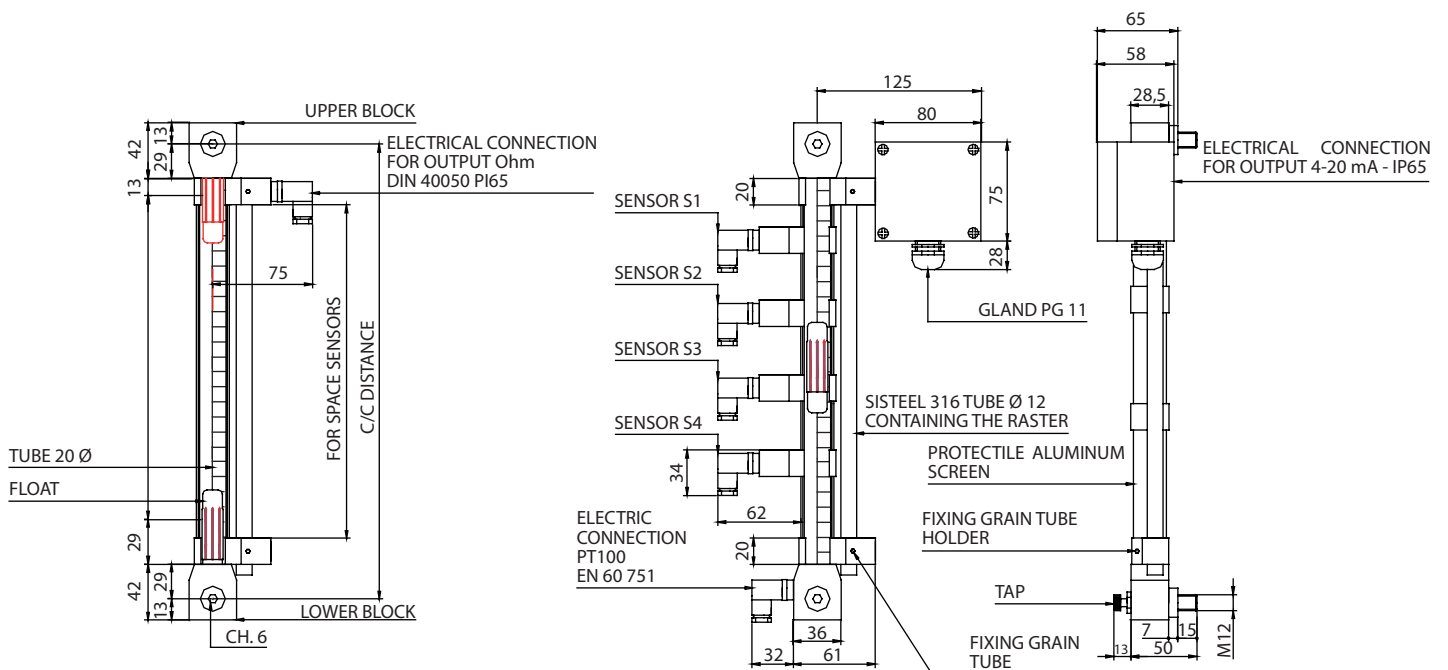 UPPER BLOCK
42
13
29
13
ELECTRICAL CONNECTION
FOR OUTPUT Ohm
DIN 40050 PI65
75
FOR SPACE SENSORS
C/C DISTANCE
TUBE 20 Ø
FLOAT
29
42
29
13
LOWER BLOCK
CH. 6
125
80
20
75
28
SENSOR S1
SENSOR S2
SENSOR S3
SENSOR S4
GLAND PG 11
SISTEEL 316 TUBE Ø 12
CONTAINING THE RASTER
34
62
20
ELECTRIC
CONNECTION
PT100
EN 60 751
36
32
61
FIXING GRAIN
TUBE
65
58
28,5
ELECTRICAL CONNECTION
FOR OUTPUT 4-20 mA - IP65
PROTECTILE ALUMINUM
SCREEN
FIXING GRAIN TUBE
HOLDER
TAP
7
15
13
50
M12